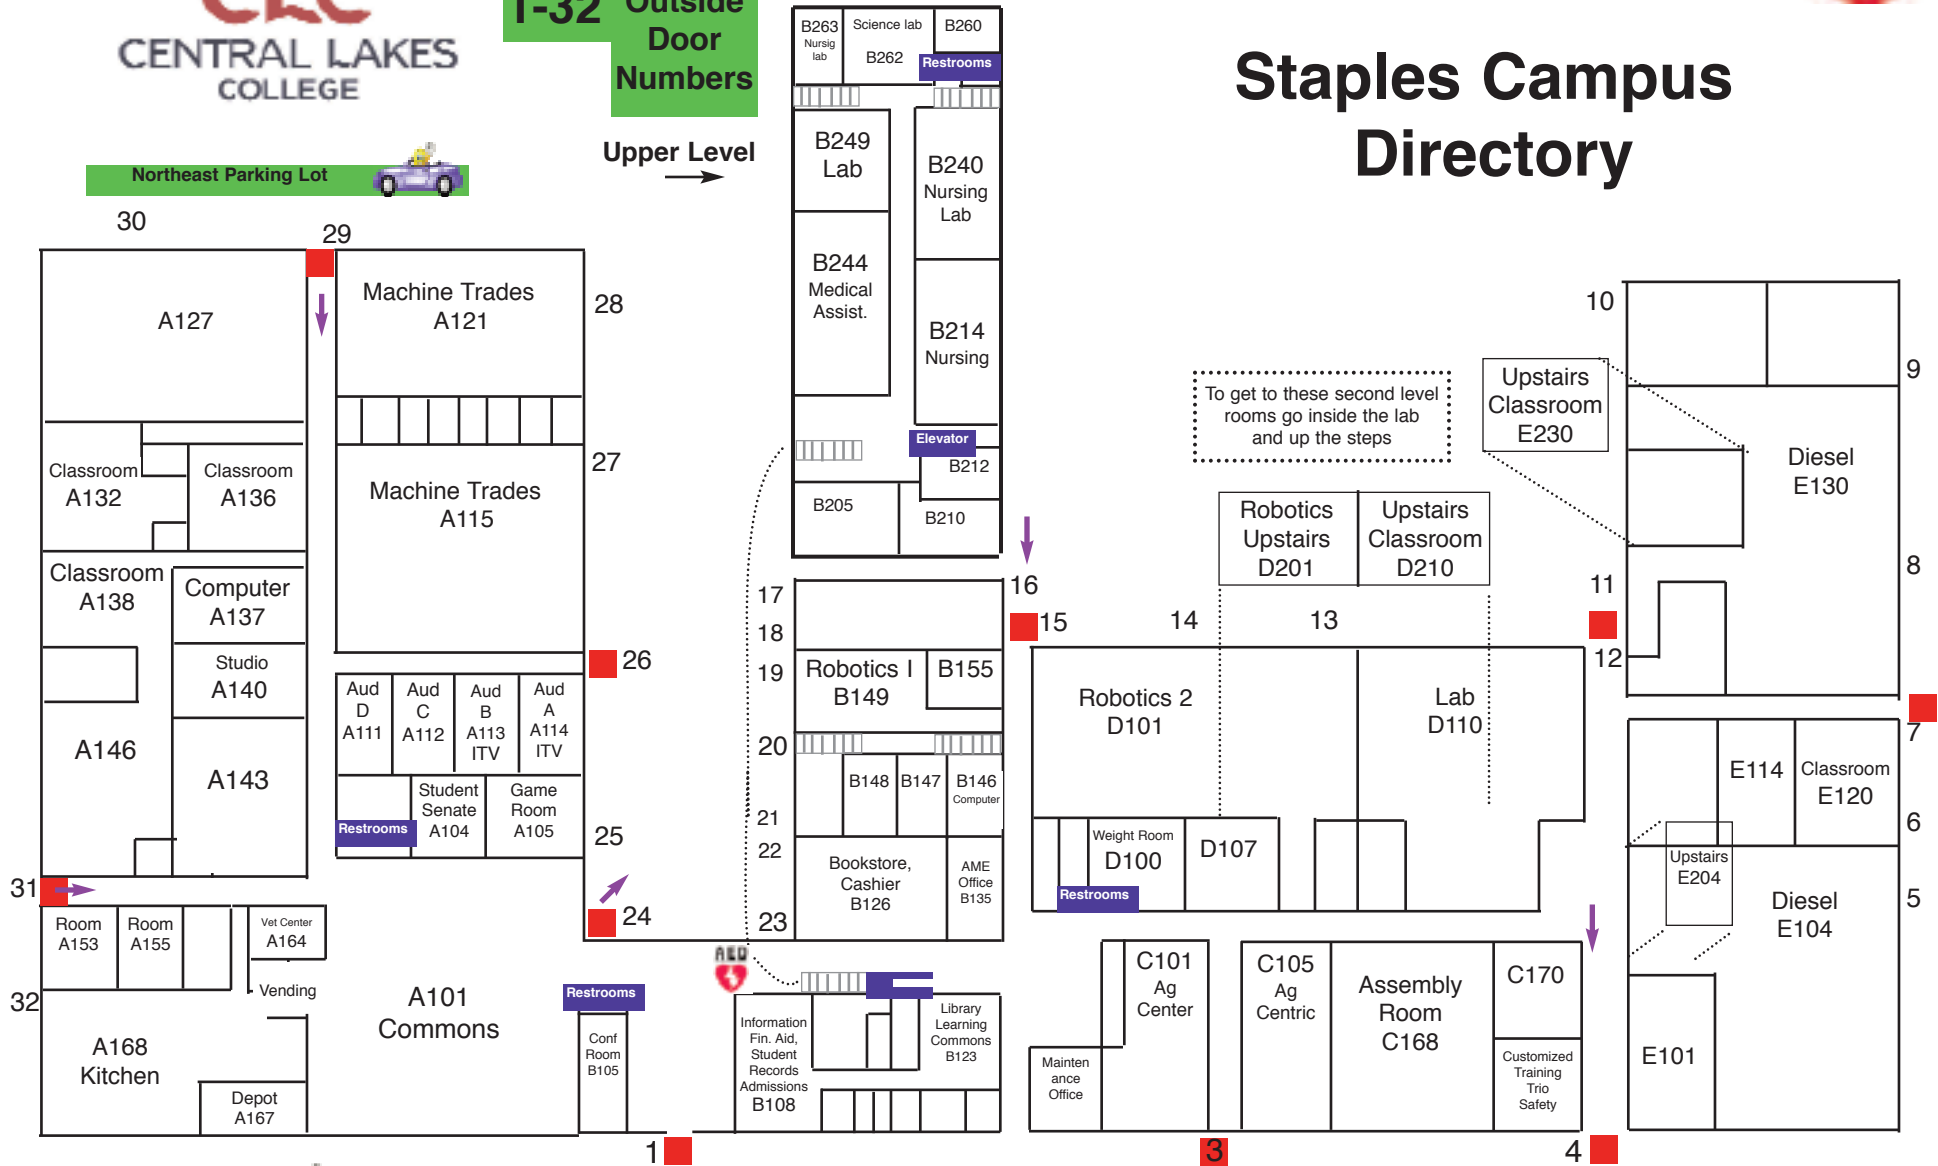 CLC
CENTRAL LAKES
COLLEGE
1-32
Outside
Door
Numbers
Staples Campus
Directory
Northeast Parking Lot
Upper Level
B263
Nursig
lab
Science lab
B262
B260
Restrooms
B249
Lab
B240
Nursing
Lab
B244
Medical
Assist.
B214
Nursing
Elevator
B212
B205
B210
30
29
A127
Machine Trades
A121
28
27
Classroom
A132
Classroom
A136
Machine Trades
A115
Classroom
A138
Computer
A137
Studio
A140
A146
A143
26
Aud
D
A111
Aud
C
A112
Aud
B
A113
ITV
Aud
A
A114
ITV
Student
Senate
A104
Game
Room
A105
Restrooms
25
31
24
Room
A153
Room
A155
Vet Center
A164
Vending
32
A168
Kitchen
Depot
A167
A101
Commons
Restrooms
Conf
Room
B105
1
17
18
19
20
21
22
23
16
15
Robotics I
B149
B155
B148
B147
B146
Computer
Bookstore,
Cashier
B126
AME
Office
B135
AED
Information
Fin. Aid,
Student
Records
Admissions
B108
Library
Learning
Commons
B123
To get to these second level
rooms go inside the lab
and up the steps
Upstairs
Classroom
E230
Robotics
Upstairs
D201
Upstairs
Classroom
D210
14
13
11
12
10
9
8
7
6
5
Robotics 2
D101
Lab
D110
Weight Room
D100
D107
Restrooms
C101
Ag
Center
C105
Ag
Centric
Assembly
Room
C168
C170
Customized
Training
Trio
Safety
Mainten
ance
Office
3
4
Diesel
E130
E114
Classroom
E120
Upstairs
E204
Diesel
E104
E101